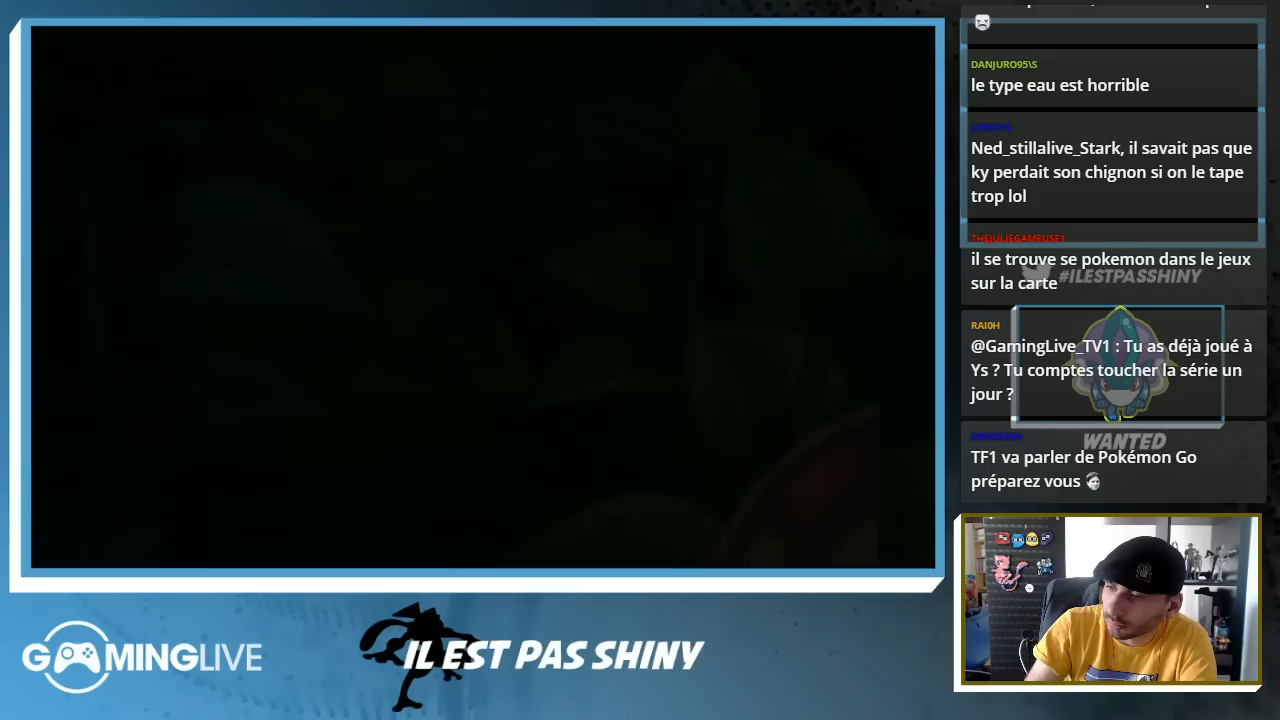 DANJURO95\S
le type eau est horrible
Ned_stillalive_Stark, il savait pas que
ky perdait son chignon si on le tape
trop lol
THEJULIEGAMEUSE1
il se trouve se pokemon dans le jeux
sur la carte
#ILESTPASSHINY
RAI0H
@GamingLive_TV1 : Tu as déjà joué à
Ys ? Tu comptes toucher la série un
jour ?
WANTED
TF1 va parler de Pokémon Go
préparez vous
GAMINGLIVE
IL EST PAS SHINY